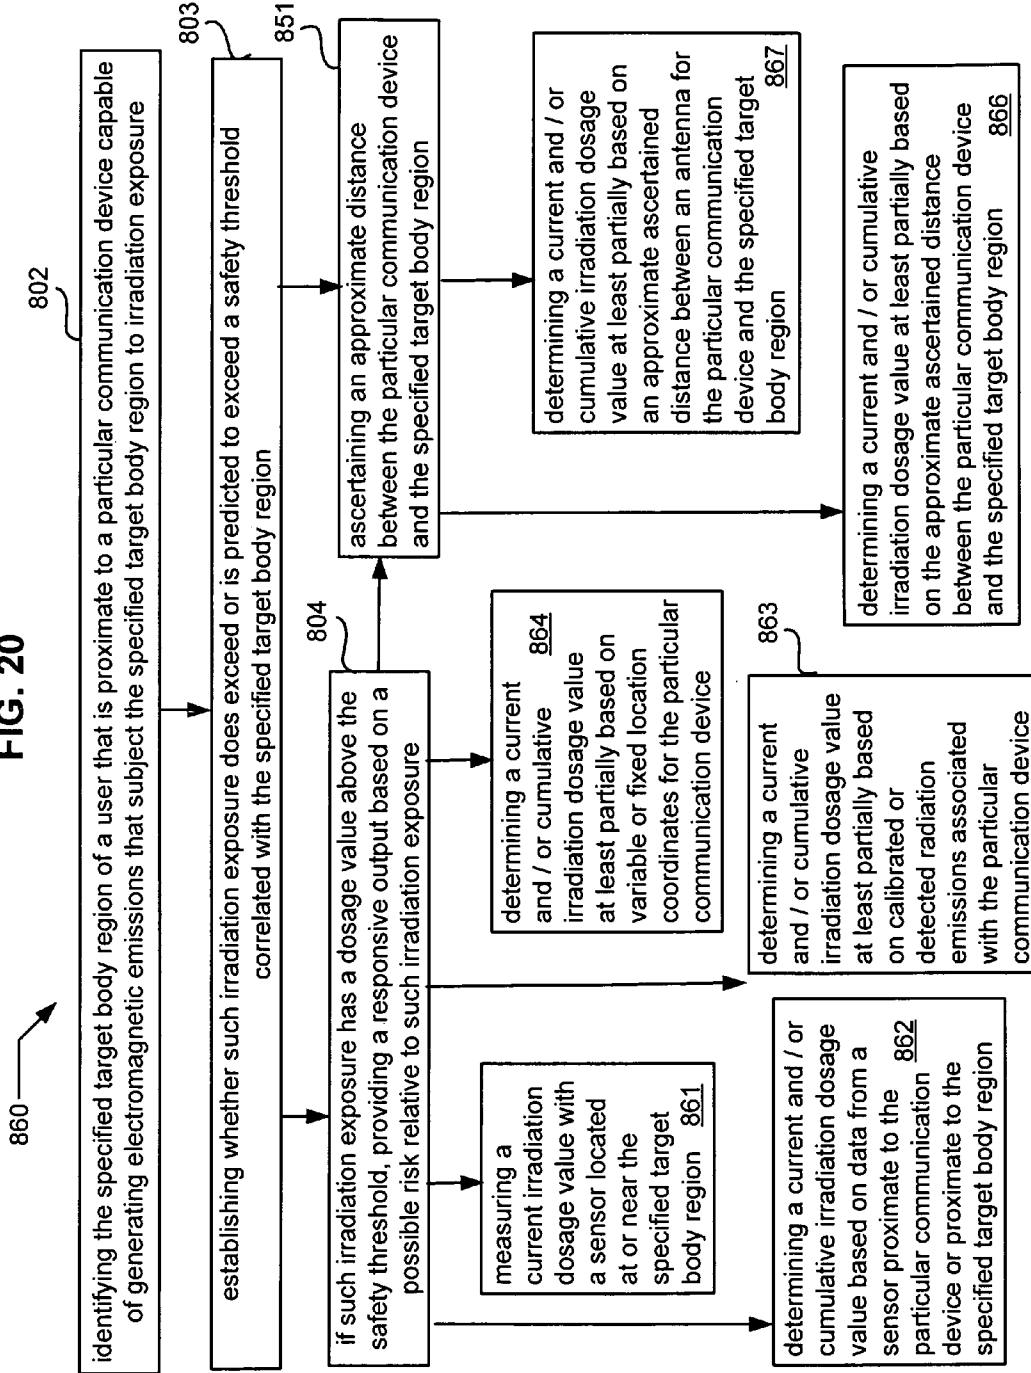 FIG. 20
860
802
identifying the specified target body region of a user that is proximate to a particular communication device capable
of generating electromagnetic emissions that subject the specified target body region to irradiation exposure
803
establishing whether such irradiation exposure does exceed or is predicted to exceed a safety threshold
correlated with the specified target body region
804
if such irradiation exposure has a dosage value above the
safety threshold, providing a responsive output based on a
possible risk relative to such irradiation exposure
851
ascertaining an approximate distance
between the particular communication device
and the specified target body region
measuring a
current irradiation
dosage value with
a sensor located
at or near the
specified target
body region 861
determining a current
and / or cumulative 864
irradiation dosage value
at least partially based on
variable or fixed location
coordinates for the particular
communication device
determining a current and / or
cumulative irradiation dosage
value at least partially based on
an approximate ascertained
distance between an antenna for
the particular communication
device and the specified target
body region 867
determining a current and / or
cumulative irradiation dosage
value based on data from a
sensor proximate to the
particular communication 862
device or proximate to the
specified target body region
863
determining a current
and / or cumulative
irradiation dosage value
at least partially based
on calibrated or
detected radiation
emissions associated
with the particular
communication device
determining a current and / or cumulative
irradiation dosage value at least partially based
on the approximate ascertained distance
between the particular communication device
and the specified target body region 866